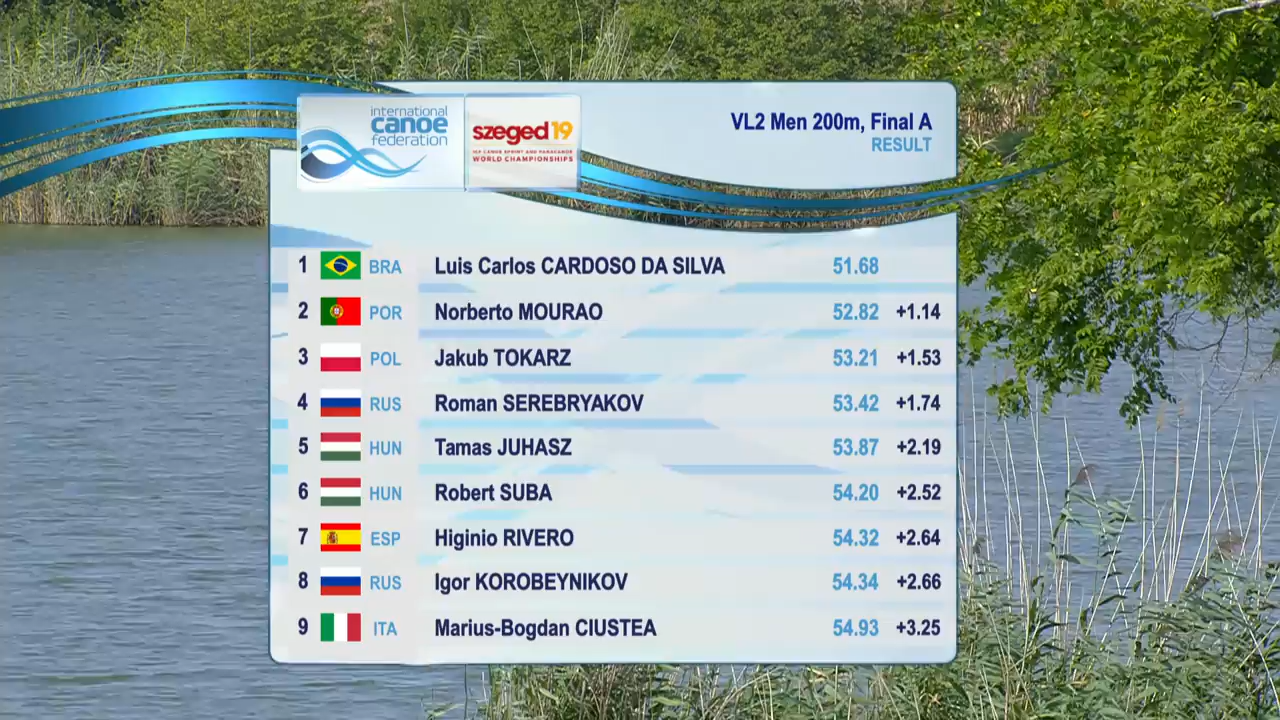 international
canoe
federation
szeged19
ICF CANOE SPRINT AND PARACANOE
WORLD CHAMPIONSHIPS
VL2 Men 200m, Final A
RESULT
1 BRA Luis Carlos CARDOSO DA SILVA 51.68
2 POR Norberto MOURAO 52.82 +1.14
3 POL Jakub TOKARZ 53.21 +1.53
4 RUS Roman SEREBRYAKOV 53.42 +1.74
5 HUN Tamas JUHASZ 53.87 +2.19
6 HUN Robert SUBA 54.20 +2.52
7 ESP Higinio RIVERO 54.32 +2.64
8 RUS Igor KOROBEYNIKOV 54.34 +2.66
9 ITA Marius-Bogdan CIUSTEA 54.93 +3.25